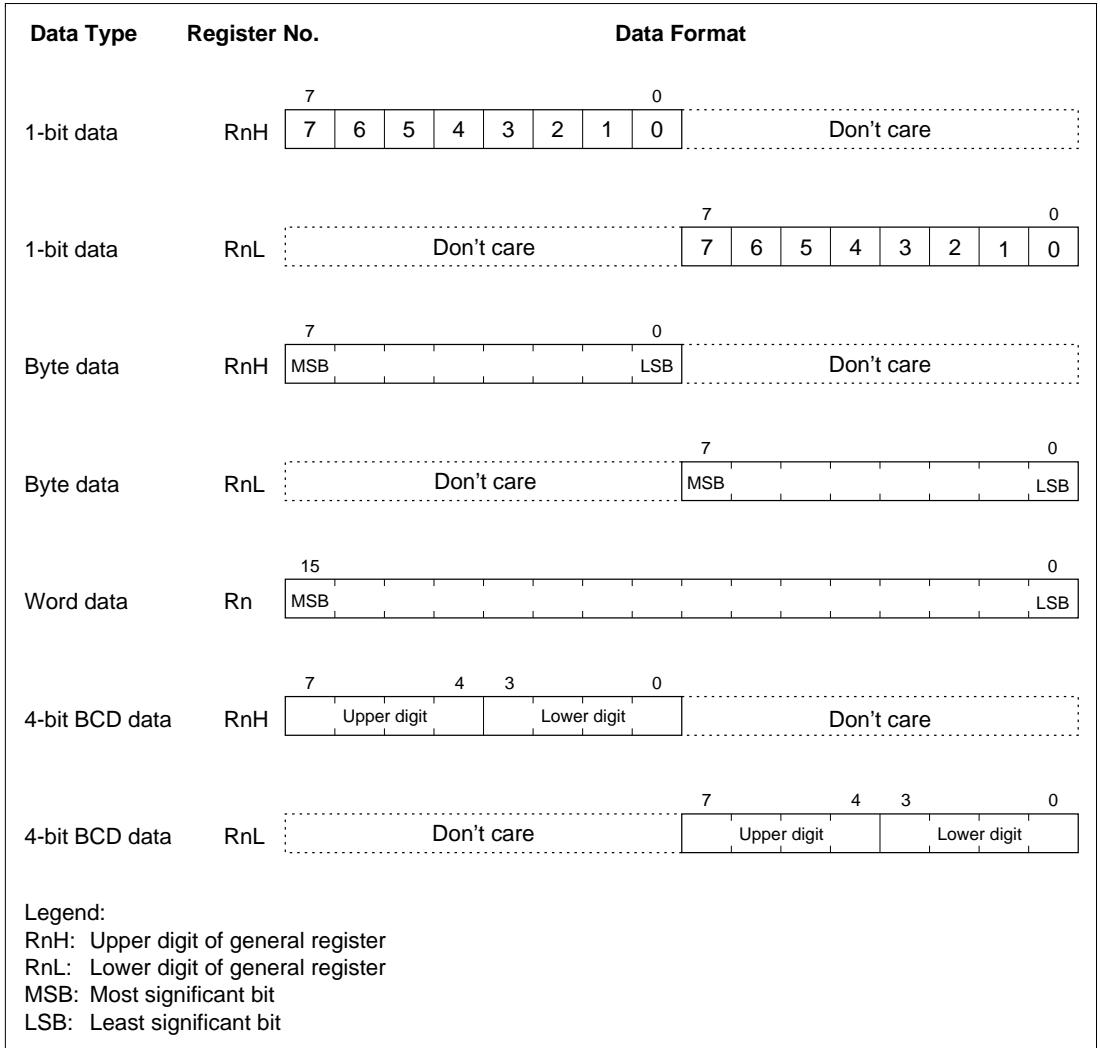 Data Type Register No. Data Format
7 0
1-bit data RnH 7 6 5 4 3 2 1 0 Don't care
7 0
1-bit data RnL Don't care 7 6 5 4 3 2 1 0
7 0
Byte data RnH MSB LSB Don't care
7 0
Byte data RnL Don't care MSB LSB
15 0
Word data Rn MSB LSB
7 4 3 0
4-bit BCD data RnH Upper digit Lower digit Don't care
7 4 3 0
4-bit BCD data RnL Don't care Upper digit Lower digit
Legend:
RnH: Upper digit of general register
RnL: Lower digit of general register
MSB: Most significant bit
LSB: Least significant bit